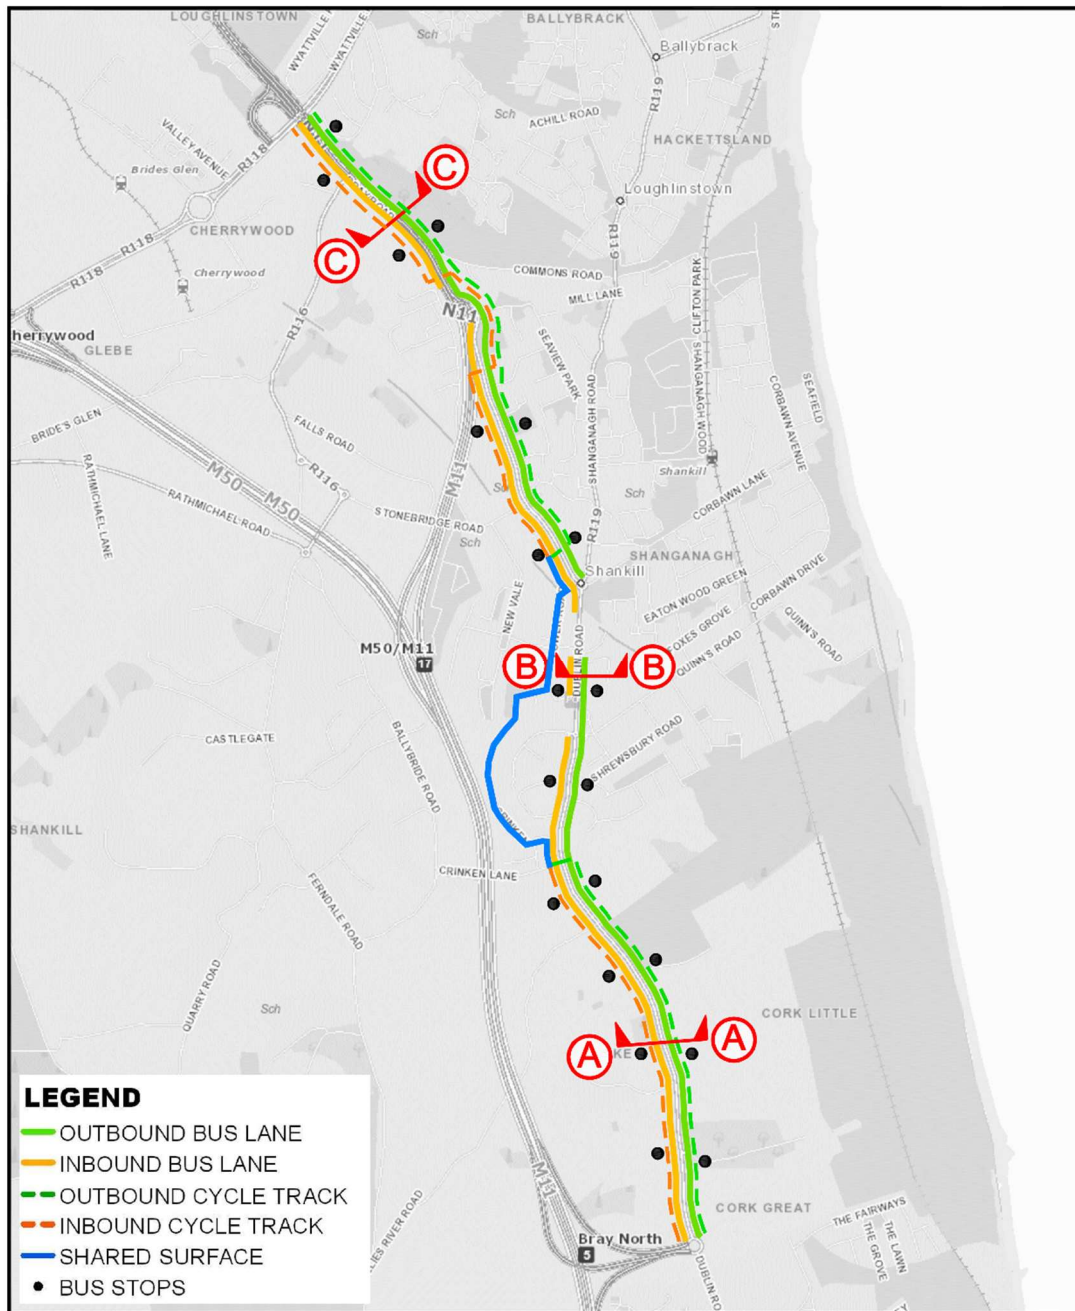 LOUGHLINSTOWN
BALLYBRACK
Sch
WYATTVILLE
Ballybrack
R119
ACHILL ROAD
Sch
HACKETTSLAND
VALLEY AVENUE
R118
Brides Glen
C
Loughlinstown
CHERRYWOOD
R119
R118
C
Cherrywood
COMMONS ROAD
MILL LANE
SHANGANAGH WOOD
CLIFTON PARK
R118
R116
N11
herrywood
GLEBE
SEAVIEW PARK
SHANGANAGH ROAD
SEAFIELD
CORBAWN AVENUE
BRIDE'S GLEN
FALLS ROAD
RATHMICHAEL LANE
M50
R116
M11
Shankill
M50
RATHMICHAEL ROAD
Sch
CORBAWN LANE
STONEBRIDGE ROAD
R119
Sch
SHANGANAGH
Shankill
EATON WOOD GREEN
CORBAWN DRIVE
NEW VALE
FOXES GROVE
QUINN'S ROAD
QUINN'S ROAD
M50/M11
17
B
DUBLIN ROAD
B
CASTLEGATE
BALLYBRIDE ROAD
SHREWSBURY ROAD
SHANKILL
CRINKEN LANE
FERNDALE ROAD
QUARRY ROAD
Sch
CORK LITTLE
A
A
LEGEND
OUTBOUND BUS LANE
INBOUND BUS LANE
OUTBOUND CYCLE TRACK
INBOUND CYCLE TRACK
SHARED SURFACE
BUS STOPS
M11
CORK GREAT
THE FAIRWAYS
THE LAWN
THE GROVE
LIES RIVER ROAD
Bray North
5
DUBLIN RO